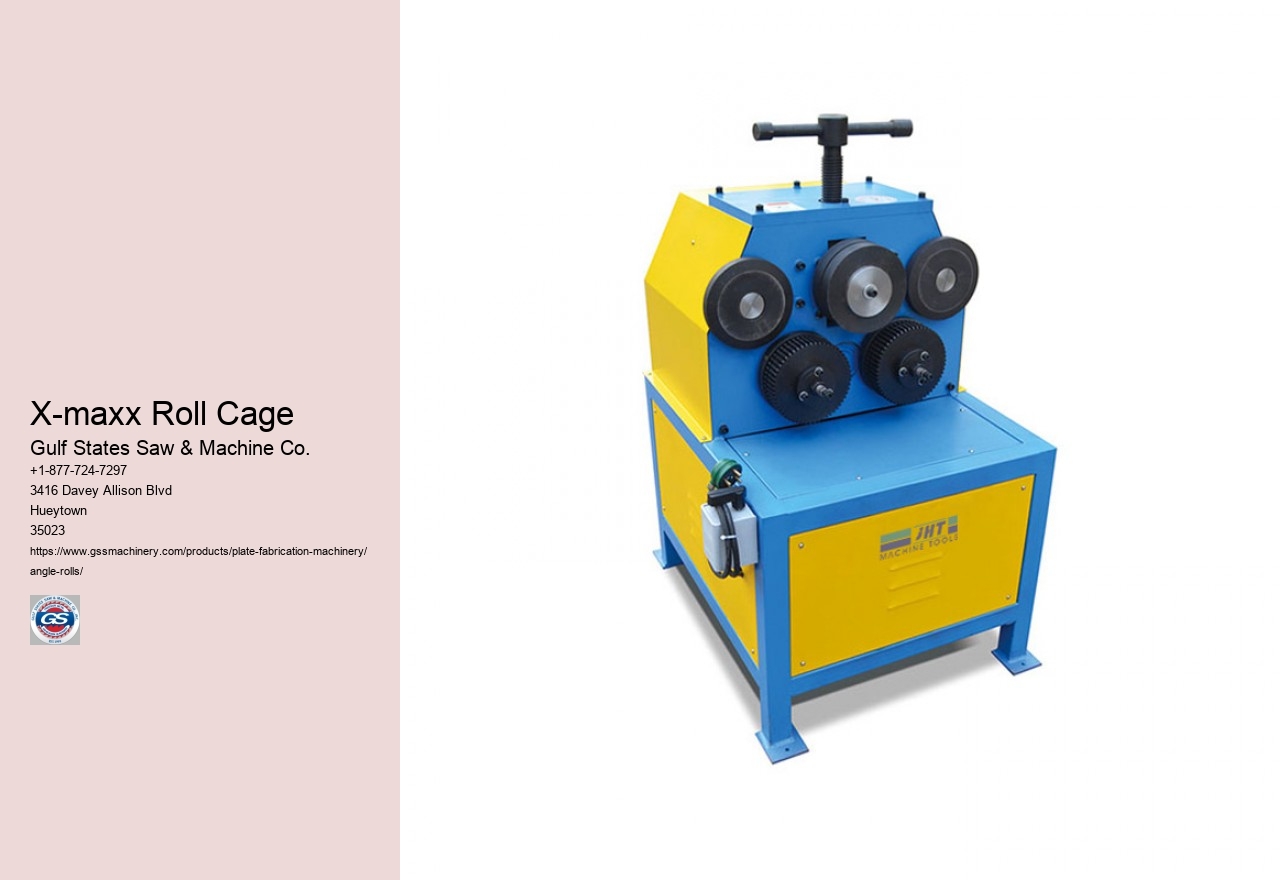 X-maxx Roll Cage
Gulf States Saw & Machine Co.
+1-877-724-7297
3416 Davey Allison Blvd
Hueytown
35023
https://www.gssmachinery.com/products/plate-fabrication-machinery/
angle-rolls/
GS
JHT
MACHINE TOOLS